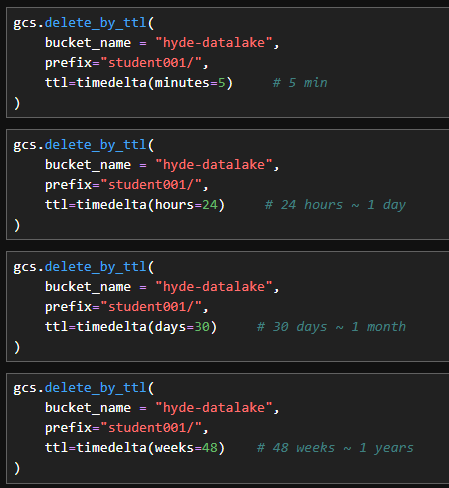 gcs.delete_by_ttl(
    bucket_name = "hyde-datalake",
    prefix="student001/",
    ttl=timedelta(minutes=5)     # 5 min
)
gcs.delete_by_ttl(
    bucket_name = "hyde-datalake",
    prefix="student001/",
    ttl=timedelta(hours=24)     # 24 hours ~ 1 day
)
gcs.delete_by_ttl(
    bucket_name = "hyde-datalake",
    prefix="student001/",
    ttl=timedelta(days=30)     # 30 days ~ 1 month
)
gcs.delete_by_ttl(
    bucket_name = "hyde-datalake",
    prefix="student001/",
    ttl=timedelta(weeks=48)    # 48 weeks ~ 1 years
)